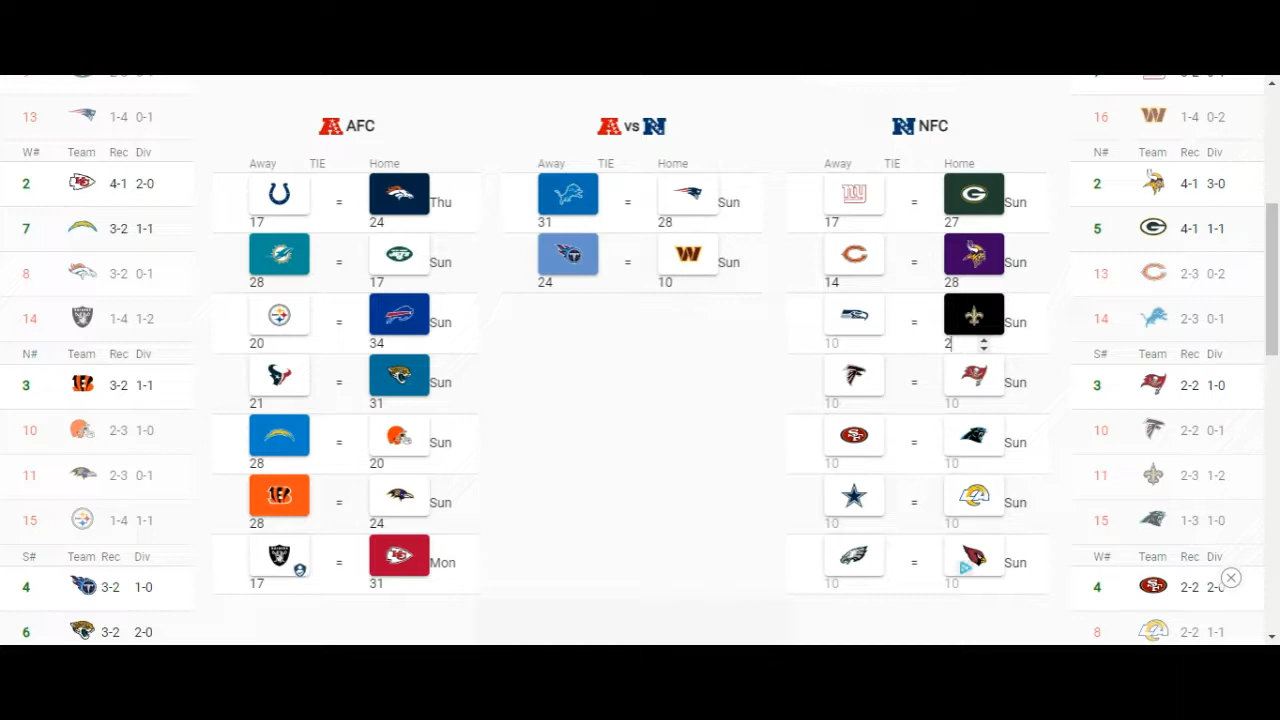 13 1-4 0-1
W# Team Rec Div
2 4-1 2-0
7 3-2 1-1
8 3-2 0-1
14 1-4 1-2
N# Team Rec Div
3 3-2 1-1
10 2-3 1-0
11 2-3 0-1
15 1-4 1-1
S# Team Rec Div
4 3-2 1-0
6 3-2 2-0
A AFC
Away TIE Home
= Thu
17 24
= Sun
28 17
= Sun
20 34
= Sun
21 31
= Sun
28 20
= Sun
28 24
= Mon
17 31
A vs N
Away TIE Home
= Sun
31 28
W
= Sun
24 10
N NFC
Away TIE Home
ny G
= Sun
17 27
= Sun
14 28
= Sun
10 2
= Sun
10 10
SF
= Sun
10 10
= Sun
10 10
= Sun
10 10
16 W 1-4 0-2
N# Team Rec Div
2 4-1 3-0
5 G 4-1 1-1
13 2-3 0-2
14 2-3 0-1
S# Team Rec Div
3 2-2 1-0
10 2-2 0-1
11 2-3 1-2
15 1-3 1-0
W# Team Rec Div
4 SF 2-2
8 2-2 1-1